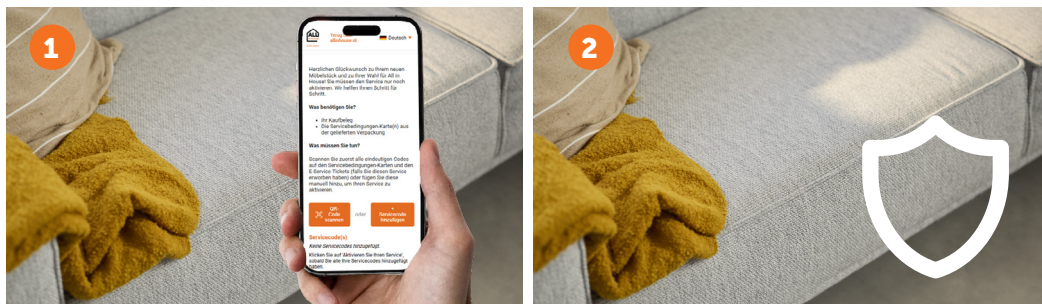 1
ALL
Terug
allinhouse.nl
Deutsch
Herzlichen Glückwunsch zu Ihrem neuen
Möbelstück und zu Ihrer Wahl für All in
House! Sie müssen den Service nur noch
aktivieren. Wir helfen Ihnen Schritt für
Schritt.
Was benötigen Sie?
Ihr Kaufbeleg
Die Servicebedingungen-Karte(n) aus
der gelieferten Verpackung
Was müssen Sie tun?
Scannen Sie zuerst alle eindeutigen Codes
auf den Servicebedingungen-Karten und den
E-Service Tickets (falls Sie diesen Service
erworben haben) oder fügen Sie diese
manuell hinzu, um Ihren Service zu
aktivieren.
QR-
Code
scannen
oder
+
Servicecode
hinzufügen
Servicecode(s)
Keine Servicecodes hinzugefügt
Klicken Sie auf 'Aktivieren Sie Ihren Service',
sobald Sie alle Ihre Servicecodes hinzugefügt
haben.
2